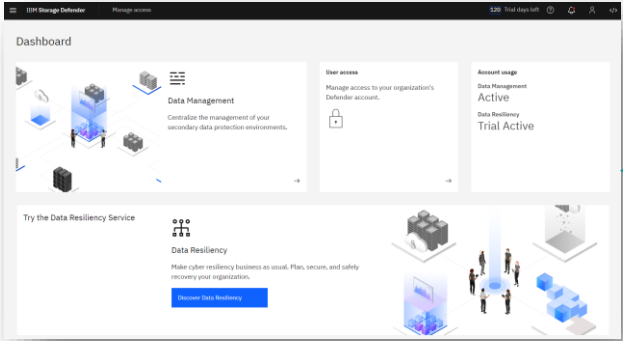 IBM Storage Defender
Manage access
120 Trial days left
Dashboard
Data Management
Centralize the management of your
secondary data protection environments.
User access
Manage access to your organization's
Defender account.
Account usage
Data Management
Active
Data Resiliency
Trial Active
Try the Data Resiliency Service
Data Resiliency
Make cyber resiliency business as usual. Plan, secure, and safely
recovery your organization.
Discover Data Resiliency